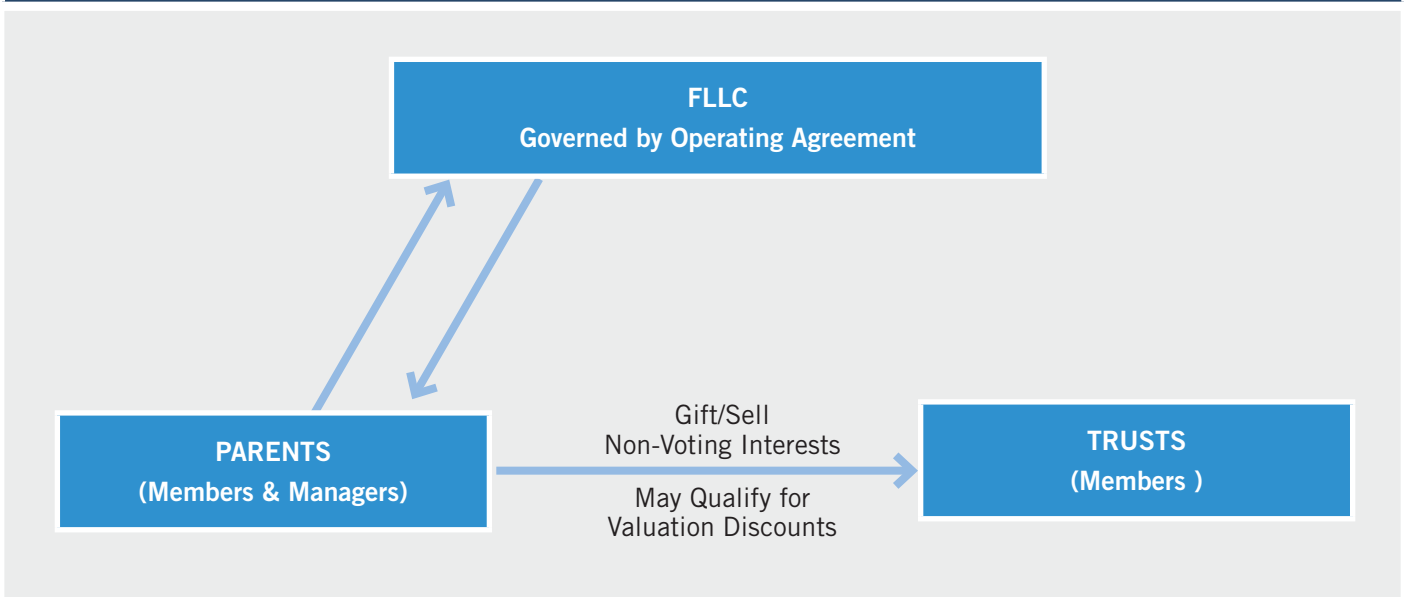 FLLC
Governed by Operating Agreement
PARENTS
(Members & Managers)
Gift/Sell
Non-Voting Interests
May Qualify for
Valuation Discounts
TRUSTS
(Members )